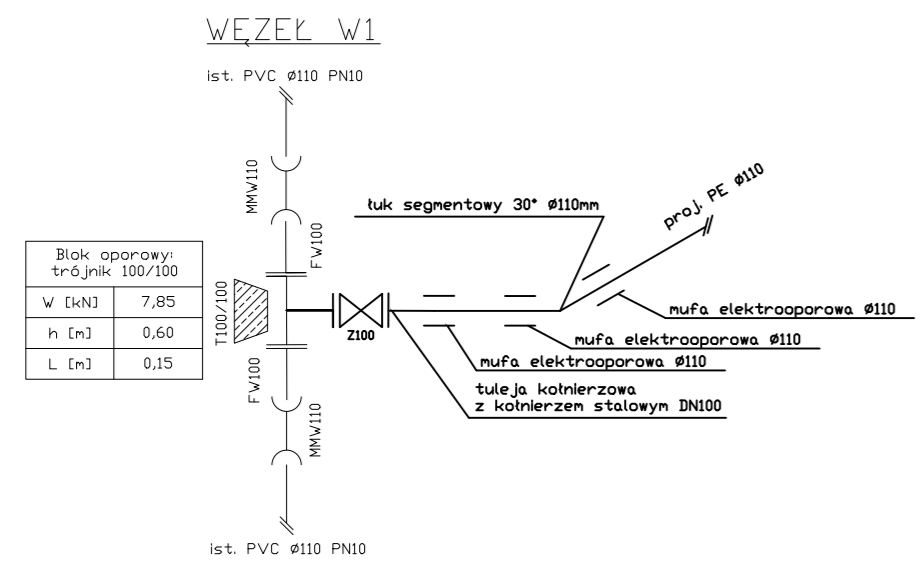 WĘZEŁ W1
ist. PVC Ø110 PN10
MMW110
FW100
łuk segmentowy 30° Ø110mm
proj. PE Ø110
Blok oporowy:
trójnik 100/100
W [kN] 7,85
h [m] 0,60
L [m] 0,15
T100/100
Z100
mufa elektrooporowa Ø110
mufa elektrooporowa Ø110
mufa elektrooporowa Ø110
tuleja kołnierzowa
z kołnierzem stalowym DN100
FW100
MMW110
ist. PVC Ø110 PN10